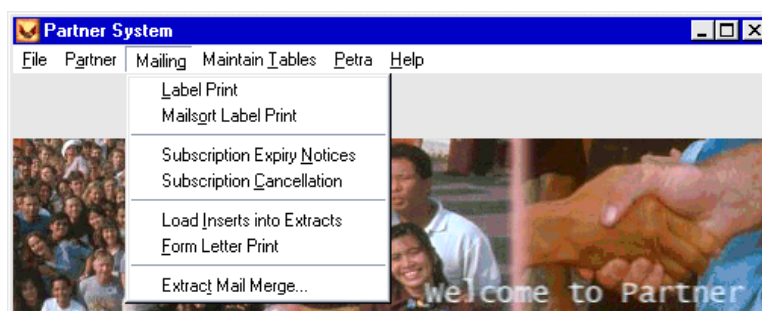 Partner System
File Partner Mailing Maintain Tables Petra Help
Label Print
Mailsort Label Print
Subscription Expiry Notices
Subscription Cancellation
Load Inserts into Extracts
Form Letter Print
Extract Mail Merge...
Welcome to Partner